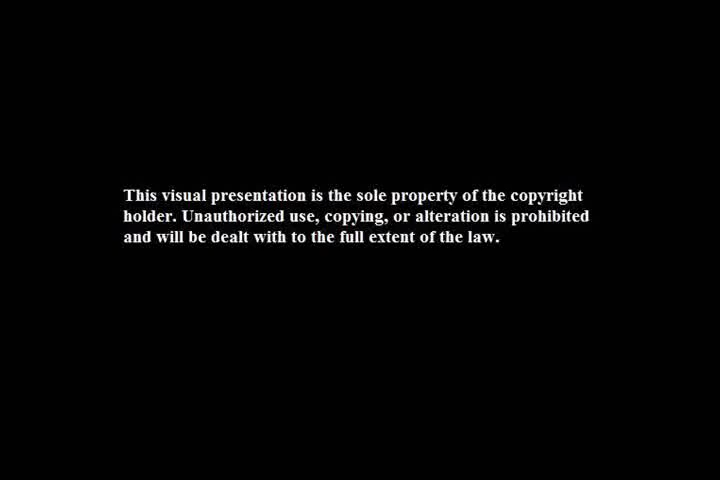 This visual presentation is the sole property of the copyright
holder. Unauthorized use, copying, or alteration is prohibited
and will be dealt with to the full extent of the law.